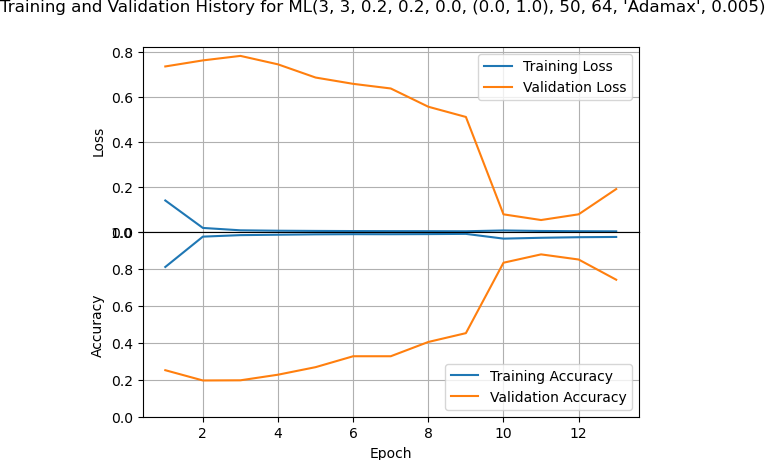 Training and Validation History for ML(3, 3, 0.2, 0.2, 0.0, (0.0, 1.0), 50, 64, 'Adamax', 0.005)
0.8
0.6
0.4
0.2
Loss
Training Loss
Validation Loss
1.0
0.8
0.6
0.4
0.2
0.0
Accuracy
Training Accuracy
Validation Accuracy
2
4
6
8
10
12
Epoch